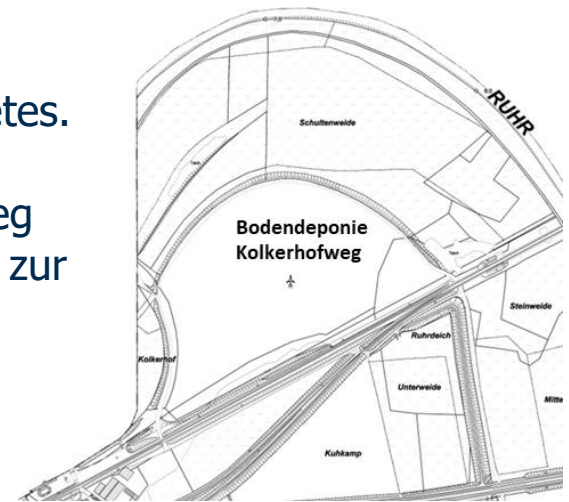 etes.
eg
zur
RUHR
Schultenweide
Bodendeponie
Kolkerhofweg
Steinweide
Ruhrdeich
Kolkerhof
Unterweide
Mitte
Kuhkamp